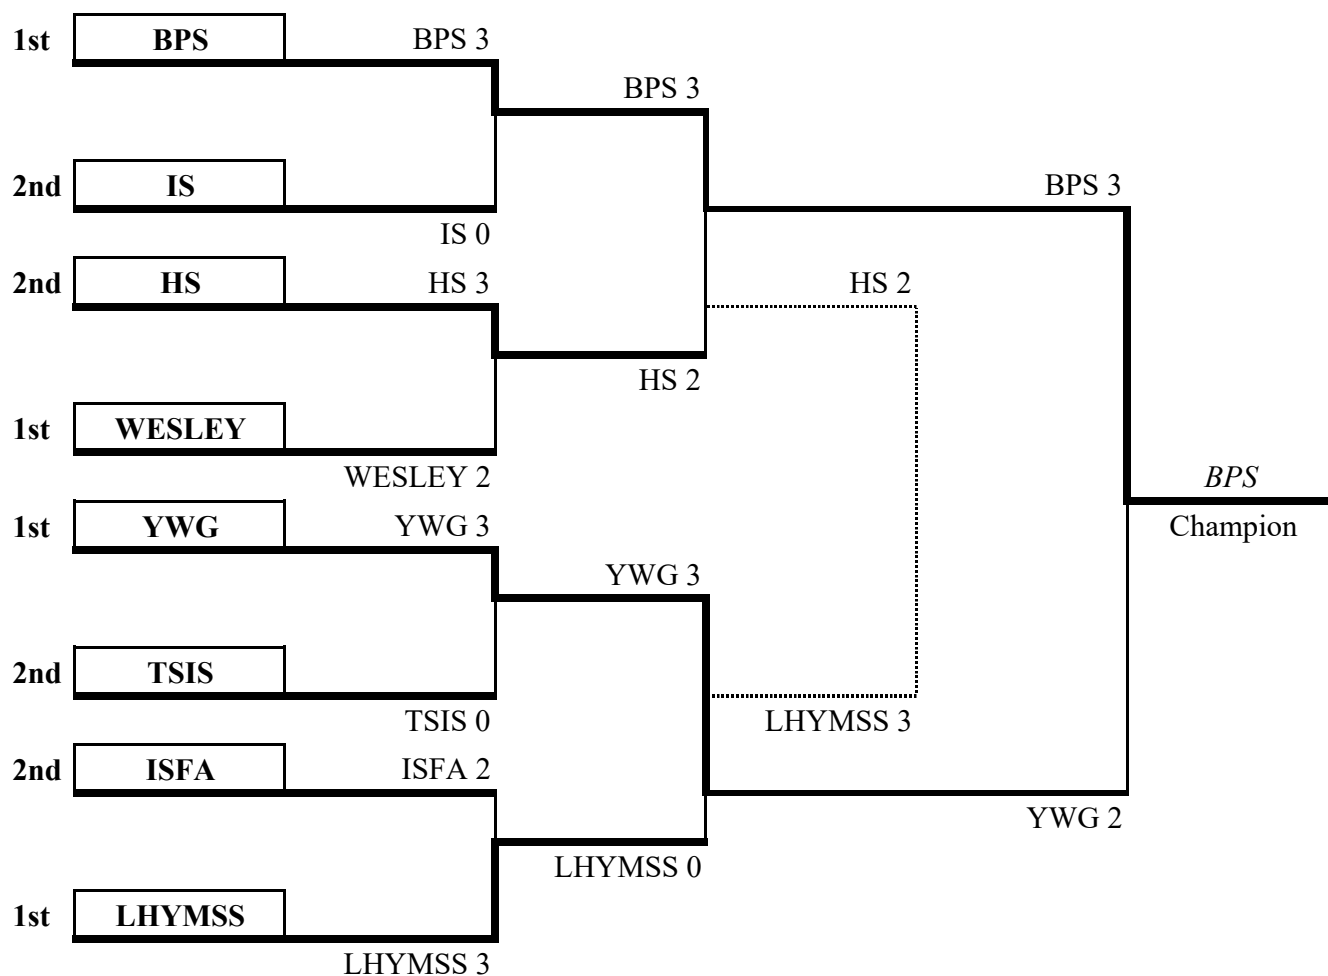 1st BPS BPS 3
BPS 3
2nd IS BPS 3
IS 0
2nd HS HS 3 HS 2
HS 2
1st WESLEY
WESLEY 2 BPS
1st YWG YWG 3 Champion
YWG 3
2nd TSIS
TSIS 0 LHYMSS 3
2nd ISFA ISFA 2
YWG 2
LHYMSS 0
1st LHYMSS
LHYMSS 3